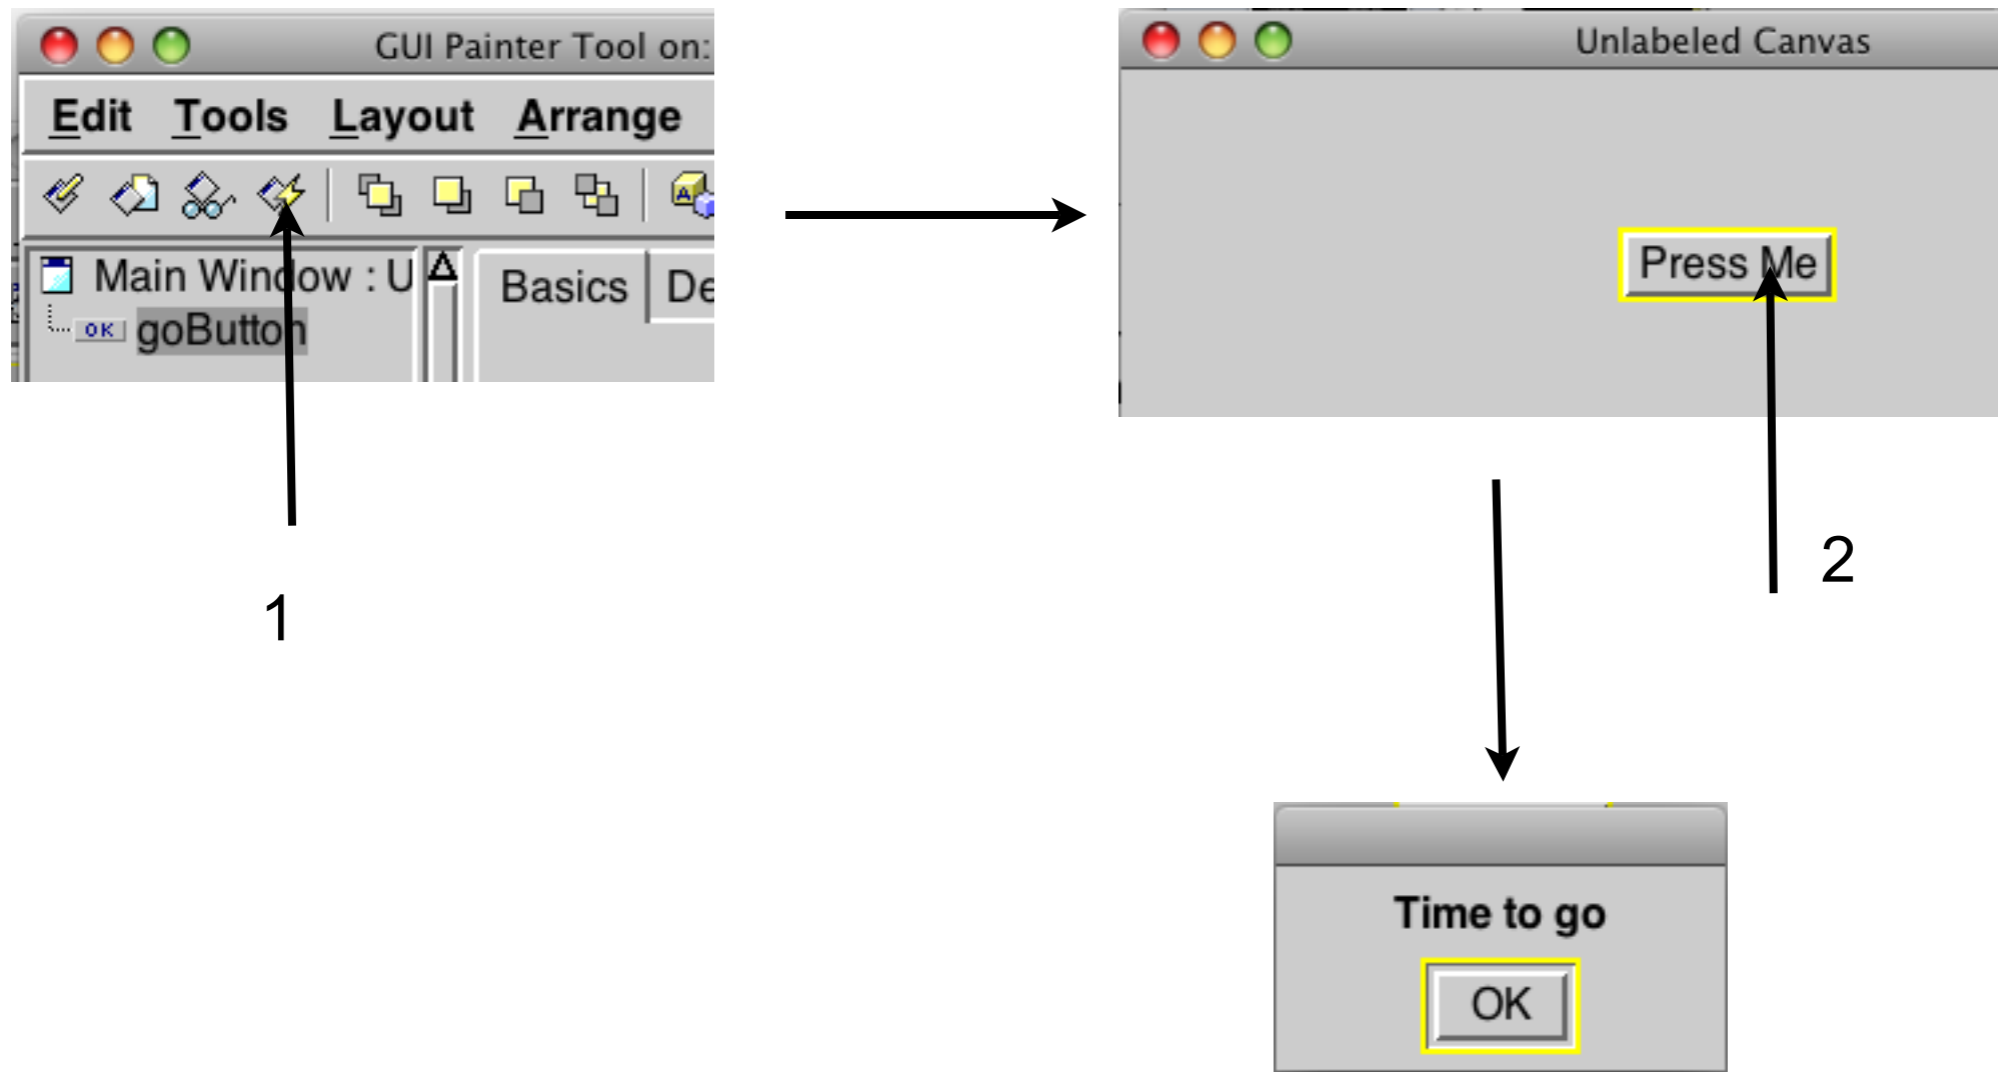 GUI Painter Tool on:
Edit Tools Layout Arrange
A
Main Window : U
OK goButton
Basics De
1
Unlabeled Canvas
Press Me
2
Time to go
OK